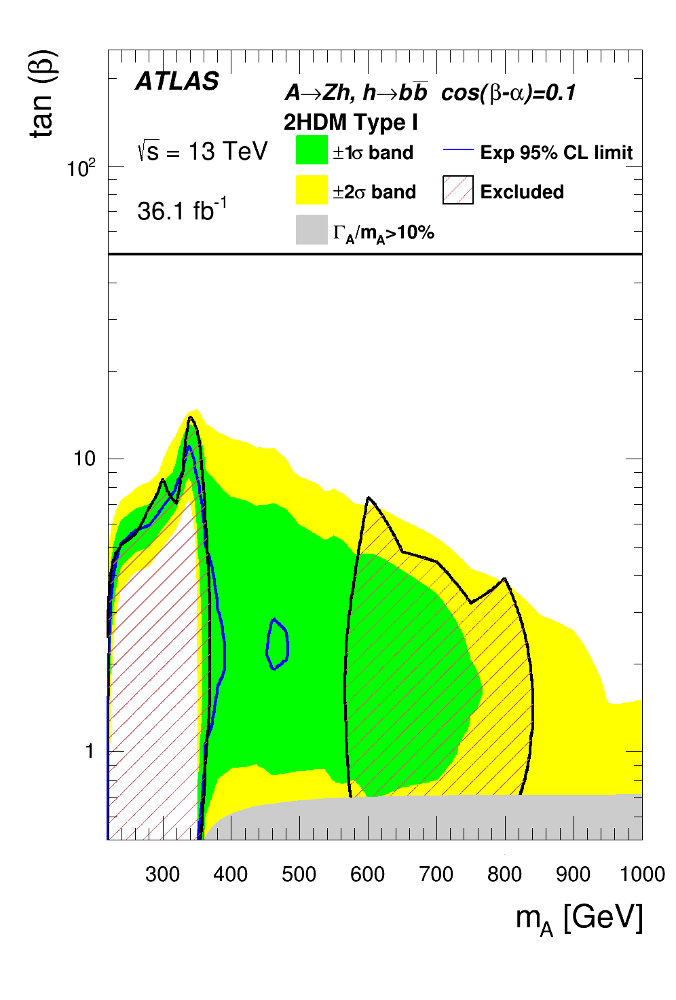 tan (β)
ATLAS
A→Zh, h→bb̅ cos(β-α)=0.1
2HDM Type I
√s = 13 TeV
±1σ band
Exp 95% CL limit
10²
±2σ band
Excluded
36.1 fb⁻¹
Γ_A/m_A>10%
10
1
300 400 500 600 700 800 900 1000
m_A [GeV]